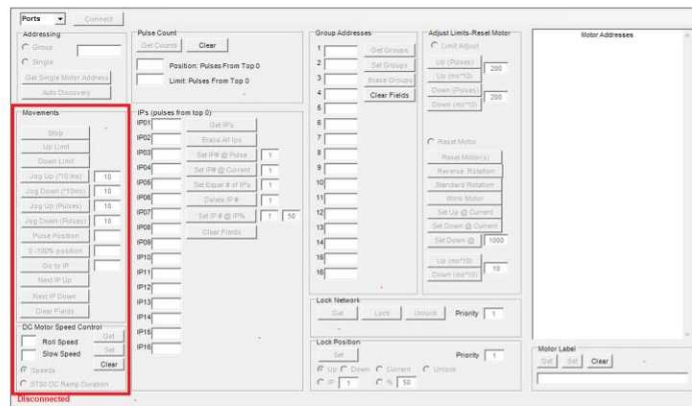 Ports
Connect
Addressing
Group
Single
Get Single Motor Address
Auto Discovery
Pulse Count
Get Counts
Clear
Position: Pulses From Top 0
Limit: Pulses From Top 0
Group Addresses
1
2
3
4
5
6
7
8
9
10
11
12
13
14
15
16
Get Groups
Set Groups
Erase Groups
Clear Fields
Adjust Limits-Reset Motor
Limit Adjust
Up (Pulses)
Up (ms*10)
200
Down (Pulses)
Down (ms*10)
200
Reset Motor
Reset Motor(s)
Reverse Rotation
Standard Rotation
Wink Motor
Set Up @ Current
Set Down @ Current
Set Down @ 1000
Up (ms*10)
Down (ms*10)
10
Motor Addresses
Movements
Stop
Up Limit
Down Limit
Jog Up (*10 ms) 10
Jog Down (*10ms) 10
Jog Up (Pulses) 10
Jog Down (Pulses) 10
Pulse Position
0 -100% position
Go to IP
Next IP Up
Next IP Down
Clear Fields
IP's (pulses from top 0)
IP01
IP02
IP03
IP04
IP05
IP06
IP07
IP08
IP09
IP10
IP11
IP12
IP13
IP14
IP15
IP16
Get IP's
Erase All Ips
Set IP# @ Pulse 1
Set IP# @ Current 1
Set Equal # of IP's 1
Delete IP # 1
Set IP # @ IP% 1 50
Clear Fields
DC Motor Speed Control
Roll Speed
Slow Speed
Get
Set
Clear
Speeds
ST30 DC Ramp Duration
Lock Network
Get
Lock
Unlock
Priority 1
Lock Position
Set
Priority 1
Up Down Current Unlock
IP 1 % 50
Motor Label
Get Set Clear
Disconnected